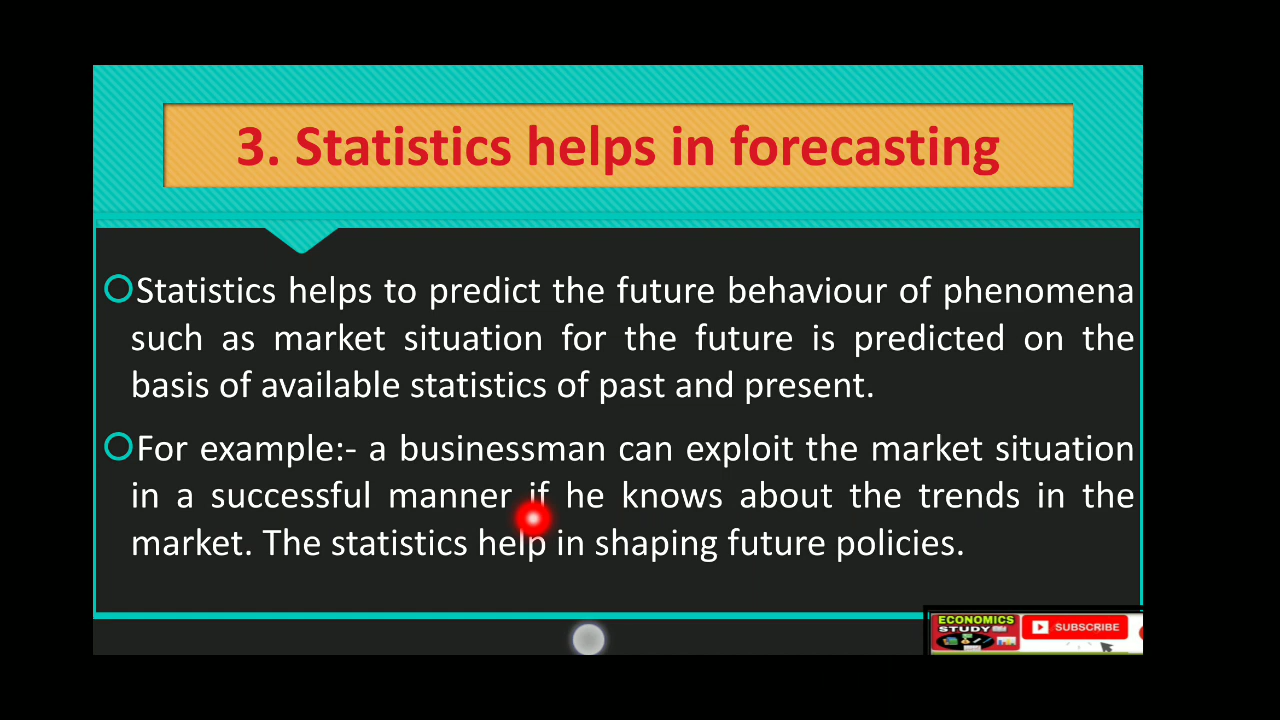 3. Statistics helps in forecasting
Statistics helps to predict the future behaviour of phenomena
such as market situation for the future is predicted on the
basis of available statistics of past and present.
For example:- a businessman can exploit the market situation
in a successful manner if he knows about the trends in the
market. The statistics help in shaping future policies.
ECONOMICS
STUDY
SUBSCRIBE